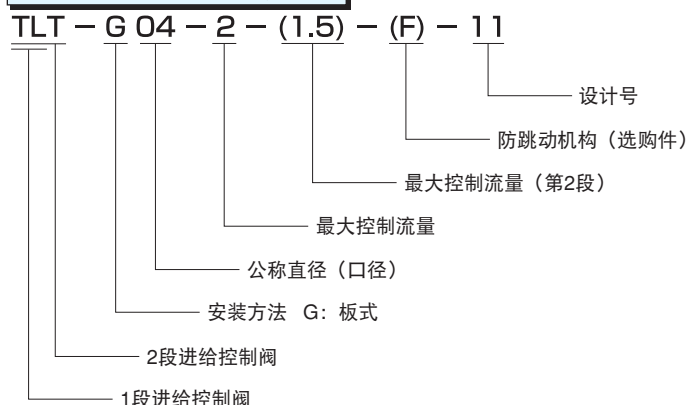 TLT － G 04 － 2 － (1.5) － (F) － 11
设计号
防跳动机构（选购件）
最大控制流量（第2段）
最大控制流量
公称直径（口径）
安装方法 G：板式
2段进给控制阀
1段进给控制阀